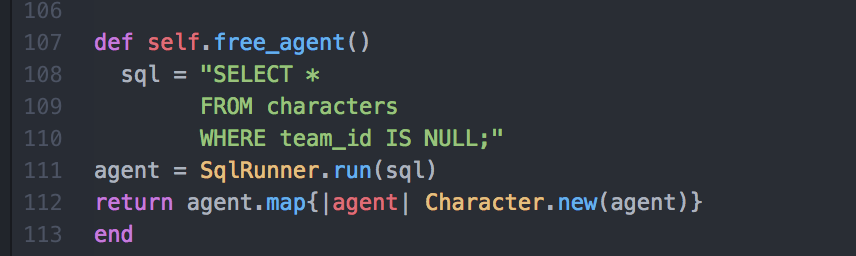 106
107 def self.free_agent()
108   sql = "SELECT *
109         FROM characters
110         WHERE team_id IS NULL;"
111 agent = SqlRunner.run(sql)
112 return agent.map{|agent| Character.new(agent)}
113 end